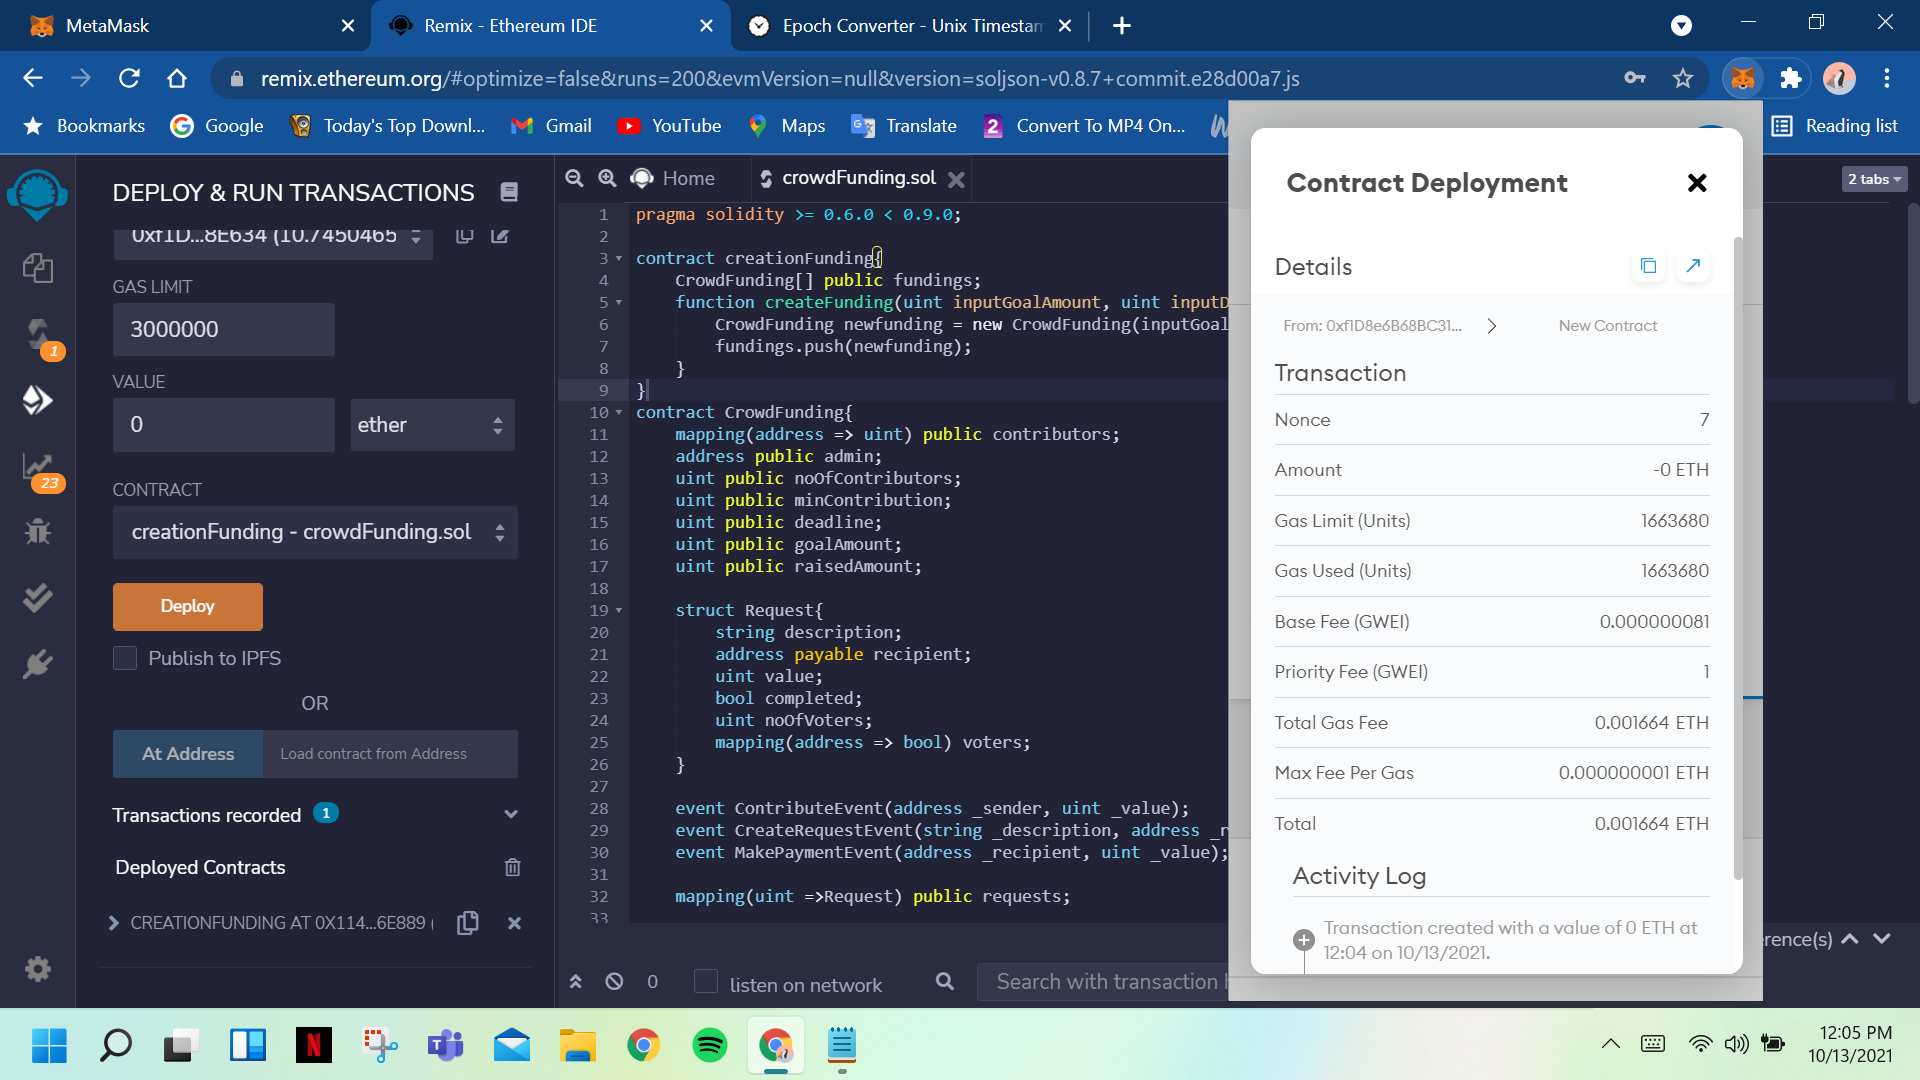 MetaMask
Remix - Ethereum IDE
Epoch Converter - Unix Timestam
remix.ethereum.org/#optimize=false&runs=200&evmVersion=null&version=soljson-v0.8.7+commit.e28d00a7.js
Bookmarks
Google
Today's Top Downl...
Gmail
YouTube
Maps
Translate
2 Convert To MP4 On...
Reading list
DEPLOY & RUN TRANSACTIONS
0xf1D...8E634 (10.7450465
GAS LIMIT
3000000
1
VALUE
0
ether
23
CONTRACT
creationFunding - crowdFunding.sol
Deploy
Publish to IPFS
OR
At Address
Load contract from Address
Transactions recorded 1
Deployed Contracts
CREATIONFUNDING AT 0X114...6E889 (
Home
crowdFunding.sol
2 tabs
1 pragma solidity >= 0.6.0 < 0.9.0;
2
3 contract creationFunding{
4 CrowdFunding[] public fundings;
5 function createFunding(uint inputGoalAmount, uint inputD
6 CrowdFunding newfunding = new CrowdFunding(inputGoal
7 fundings.push(newfunding);
8 }
9 }
10 contract CrowdFunding{
11 mapping(address => uint) public contributors;
12 address public admin;
13 uint public noOfContributors;
14 uint public minContribution;
15 uint public deadline;
16 uint public goalAmount;
17 uint public raisedAmount;
18
19 struct Request{
20 string description;
21 address payable recipient;
22 uint value;
23 bool completed;
24 uint noOfVoters;
25 mapping(address => bool) voters;
26 }
27
28 event ContributeEvent(address _sender, uint _value);
29 event CreateRequestEvent(string _description, address _r
30 event MakePaymentEvent(address _recipient, uint _value);
31
32 mapping(uint =>Request) public requests;
33
0
listen on network
Search with transaction h
erence(s)
Contract Deployment
Details
From: 0xf1D8e6B68BC31...
New Contract
Transaction
Nonce 7
Amount -0 ETH
Gas Limit (Units) 1663680
Gas Used (Units) 1663680
Base Fee (GWEI) 0.000000081
Priority Fee (GWEI) 1
Total Gas Fee 0.001664 ETH
Max Fee Per Gas 0.000000001 ETH
Total 0.001664 ETH
Activity Log
Transaction created with a value of 0 ETH at
12:04 on 10/13/2021.
12:05 PM
10/13/2021